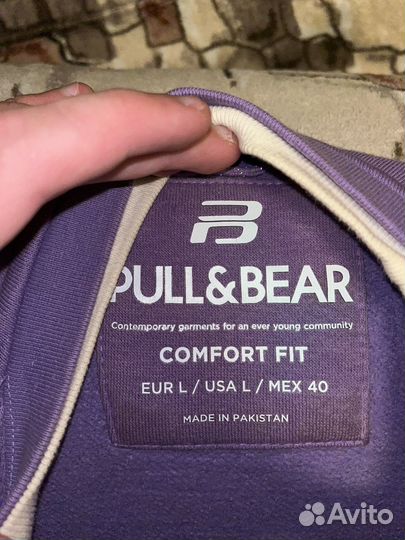 PULL&BEAR
Contemporary garments for an ever young community
COMFORT FIT
EUR L / USA L / MEX 40
MADE IN PAKISTAN
Avito